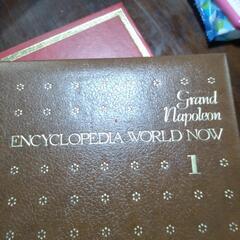 Grand
Napoleon
ENCYCLOPEDIA WORLD NOW
1